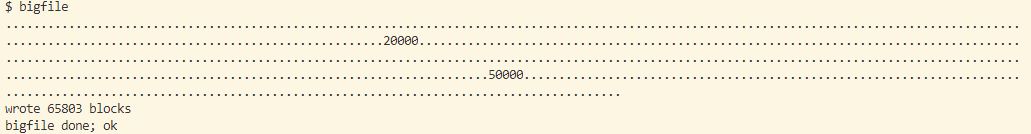 $ bigfile
.................................................................................................................................................
......................................................20000......................................................................................
.................................................................................................................................................
.....................................................................50000.......................................................................
........................................................................................
wrote 65803 blocks
bigfile done; ok